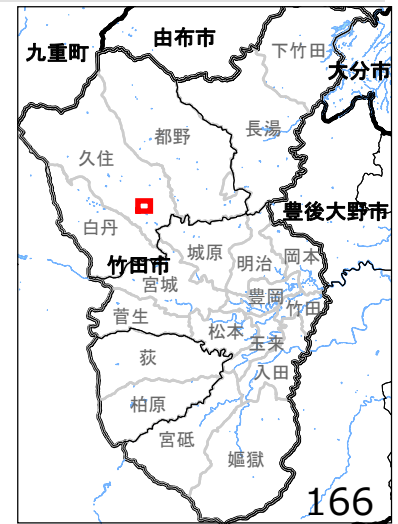 由布市
九重町
下竹田
大分市
長湯
都野
久住
豊後大野市
白丹
城原
岡本
明治
竹田市
宮城
豊岡
竹田
菅生
松本
玉来
荻
入田
柏原
宮砥
嫗獄
166